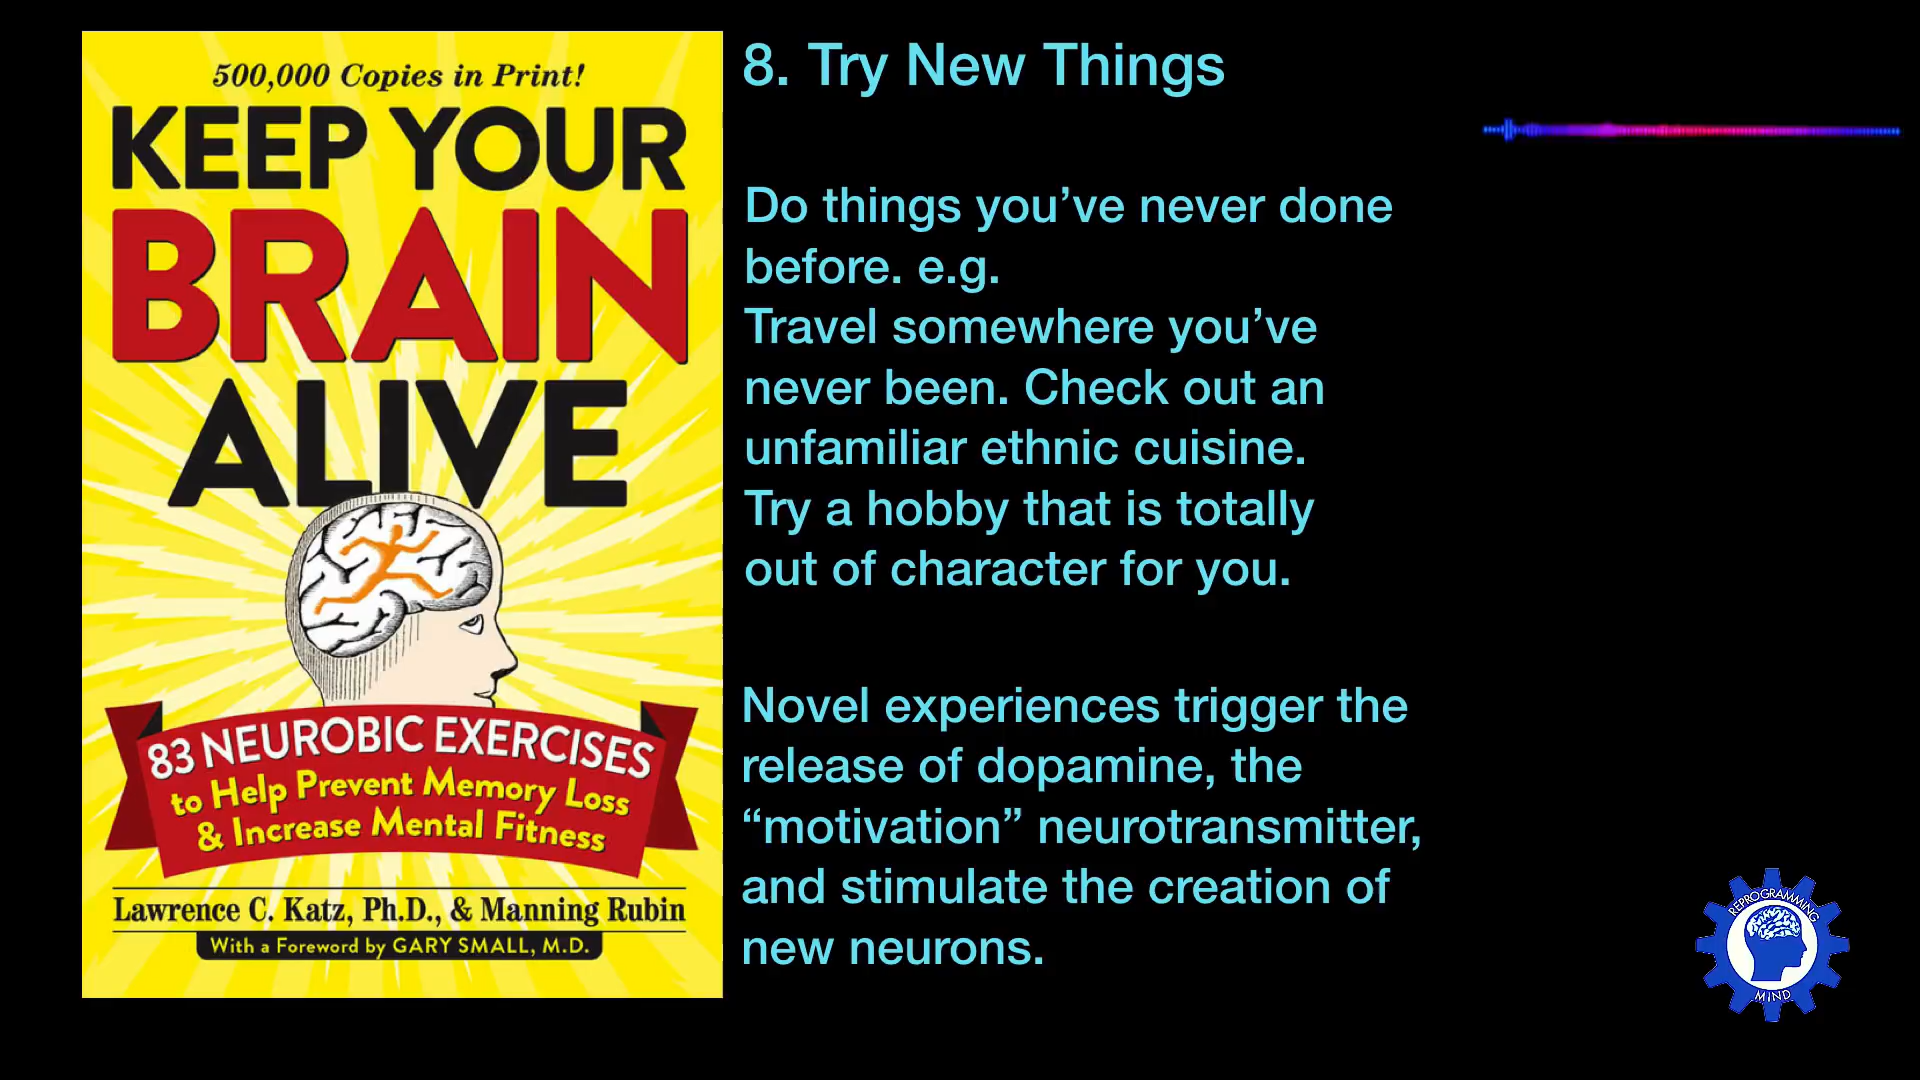 500,000 Copies in Print!
KEEP YOUR
BRAIN
ALIVE
83 NEUROBIC EXERCISES
to Help Prevent Memory Loss
& Increase Mental Fitness
Lawrence C. Katz, Ph.D., & Manning Rubin
With a Foreword by GARY SMALL, M.D.
8. Try New Things
Do things you’ve never done
before. e.g.
Travel somewhere you’ve
never been. Check out an
unfamiliar ethnic cuisine.
Try a hobby that is totally
out of character for you.
Novel experiences trigger the
release of dopamine, the
“motivation” neurotransmitter,
and stimulate the creation of
new neurons.
REPROGRAMMING
MIND